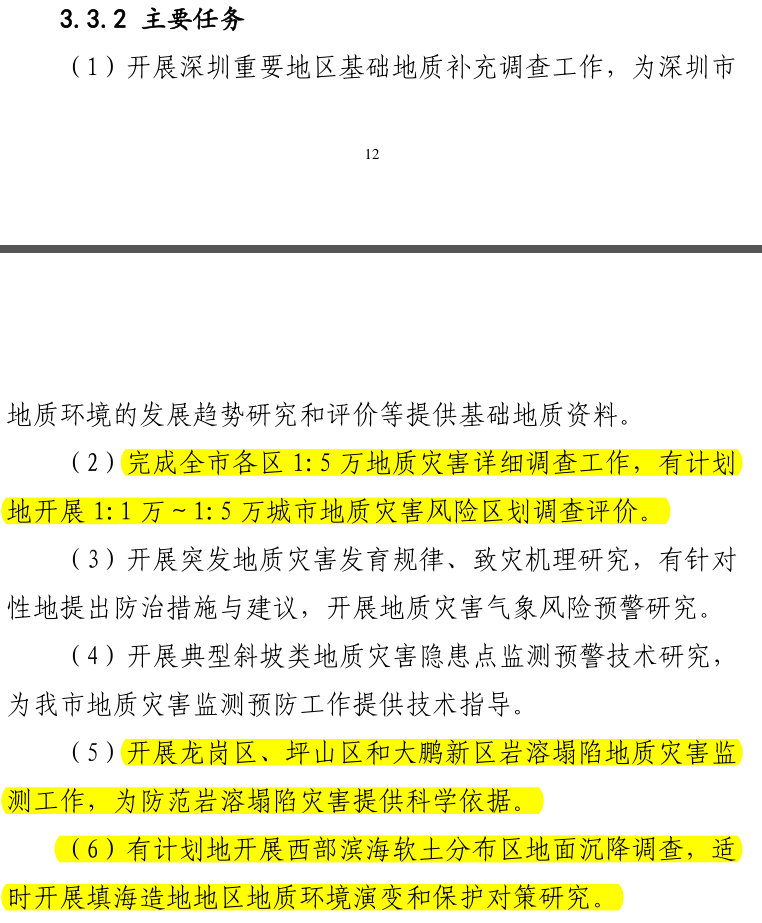 3.3.2 主要任务
（1）开展深圳重要地区基础地质补充调查工作，为深圳市
12
地质环境的发展趋势研究和评价等提供基础地质资料。
（2）完成全市各区 1:5 万地质灾害详细调查工作，有计划
地开展 1:1 万～1:5 万城市地质灾害风险区划调查评价。
（3）开展突发地质灾害发育规律、致灾机理研究，有针对
性地提出防治措施与建议，开展地质灾害气象风险预警研究。
（4）开展典型斜坡类地质灾害隐患点监测预警技术研究，
为我市地质灾害监测预防工作提供技术指导。
（5）开展龙岗区、坪山区和大鹏新区岩溶塌陷地质灾害监
测工作，为防范岩溶塌陷灾害提供科学依据。
（6）有计划地开展西部滨海软土分布区地面沉降调查，适
时开展填海造地地区地质环境演变和保护对策研究。